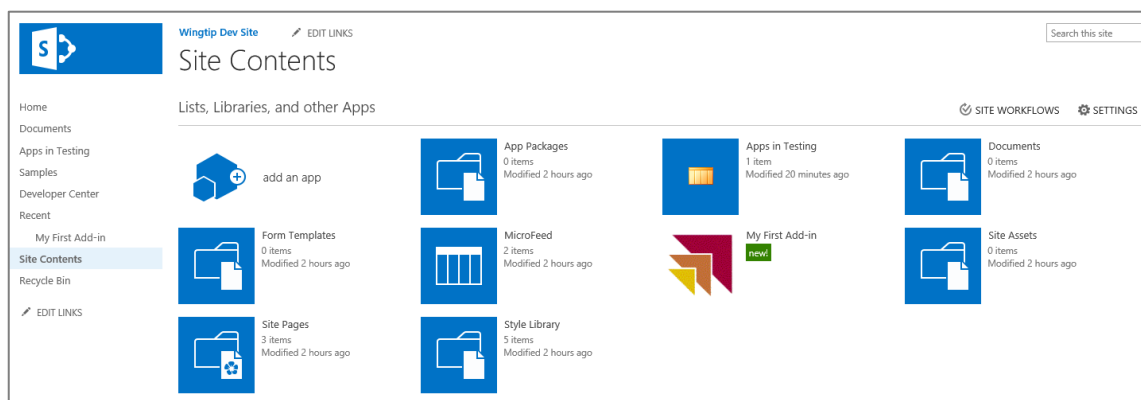 S
Wingtip Dev Site
EDIT LINKS
Search this site
Site Contents
Home
Documents
Apps in Testing
Samples
Developer Center
Recent
My First Add-in
Site Contents
Recycle Bin
EDIT LINKS
Lists, Libraries, and other Apps
SITE WORKFLOWS
SETTINGS
add an app
App Packages
0 items
Modified 2 hours ago
Apps in Testing
1 item
Modified 20 minutes ago
Documents
0 items
Modified 2 hours ago
Form Templates
0 items
Modified 2 hours ago
MicroFeed
2 items
Modified 2 hours ago
My First Add-in
new!
Site Assets
0 items
Modified 2 hours ago
Site Pages
3 items
Modified 2 hours ago
Style Library
5 items
Modified 2 hours ago